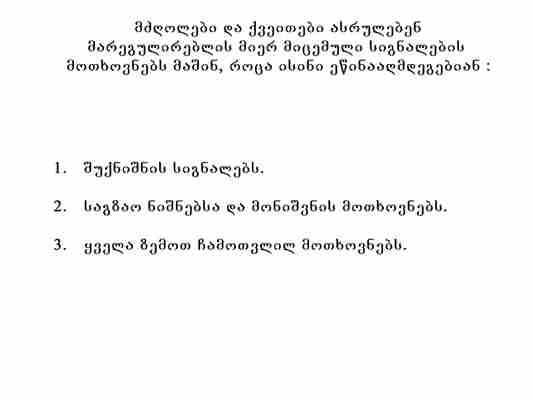 მძღოლები და ქვეითები ასრულებენ
მარეგულირებლის მიერ მიცემული სიგნალების
მოთხოვნებს მაშინ, როცა ისინი ეწინააღმდეგებიან :
1. შუქნიშნის სიგნალებს.
2. საგზაო ნიშნებსა და მონიშვნის მოთხოვნებს.
3. ყველა ზემოთ ჩამოთვლილ მოთხოვნებს.